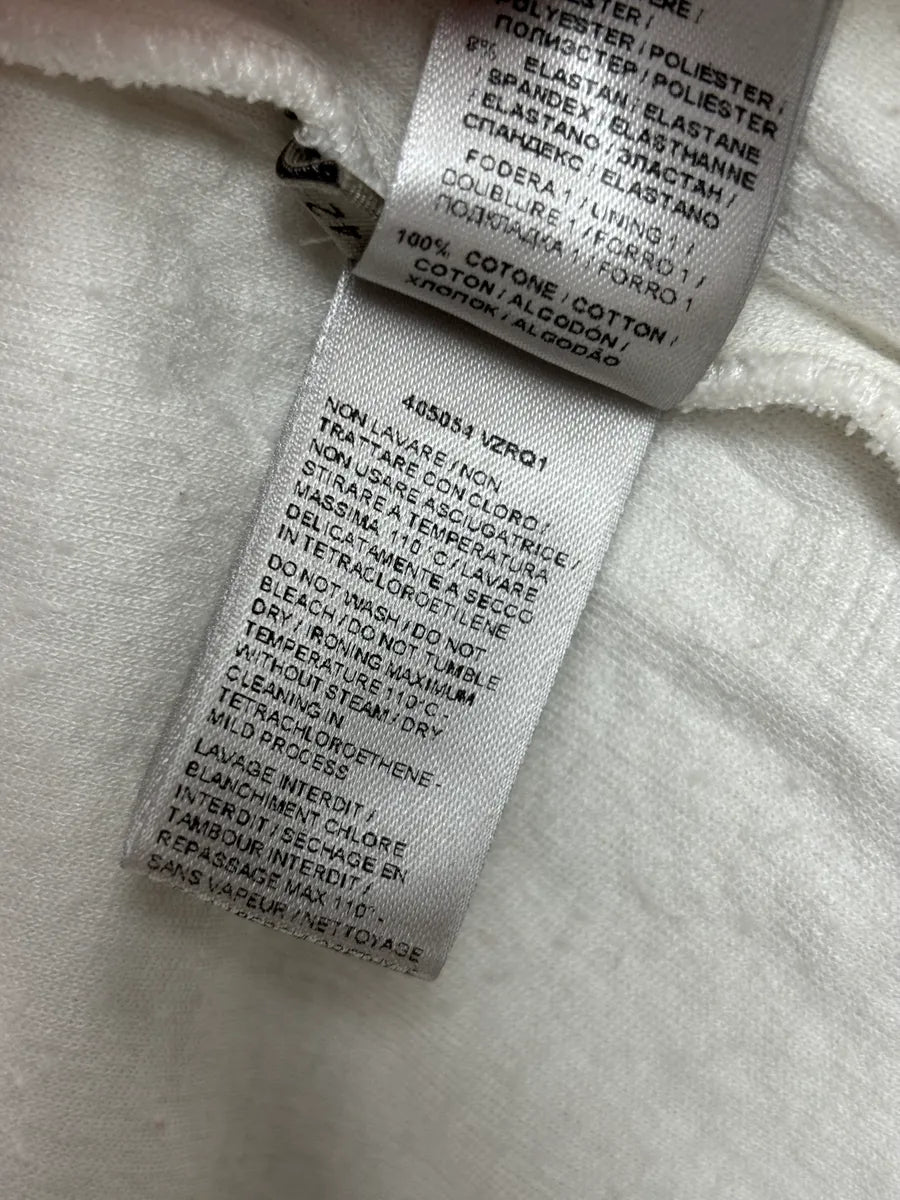 POLYESTER / POLIÉSTER /
ПОЛИЭСТЕР / POLIÉSTER
8%
ELASTAN / ELASTANE
SPANDEX / ELASTHANNE
/ ELASTANO / ЭЛАСТАН /
СПАНДЕКС / ELASTANO
FODERA 1 / LINING 1 /
DOUBLURE 1 / FORRO 1 /
ПОДКЛАДКА 1 / FORRO 1
100% COTONE / COTTON /
COTON / ALGODÓN /
ХЛОПОК / ALGODÃO
405054 VZRQ1
NON LAVARE / NON
TRATTARE CON CLORO /
NON USARE ASCIUGATRICE /
STIRARE A TEMPERATURA
MASSIMA 110°C / LAVARE
DELICATAMENTE A SECCO
IN TETRACLOROETILENE
DO NOT WASH / DO NOT
BLEACH / DO NOT TUMBLE
DRY / IRONING MAXIMUM
TEMPERATURE 110°C -
WITHOUT STEAM / DRY
CLEANING IN
TETRACHLOROETHENE -
MILD PROCESS
LAVAGE INTERDIT /
BLANCHIMENT CHLORE
INTERDIT / SECHAGE EN
TAMBOUR INTERDIT /
REPASSAGE MAX 110° -
SANS VAPEUR / NETTOYAGE